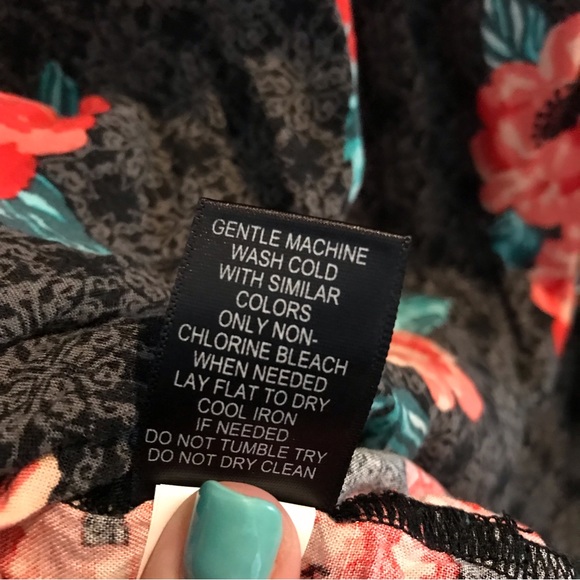 GENTLE MACHINE
WASH COLD
WITH SIMILAR
COLORS
ONLY NON-
CHLORINE BLEACH
WHEN NEEDED
LAY FLAT TO DRY
COOL IRON
IF NEEDED
DO NOT TUMBLE TRY
DO NOT DRY CLEAN